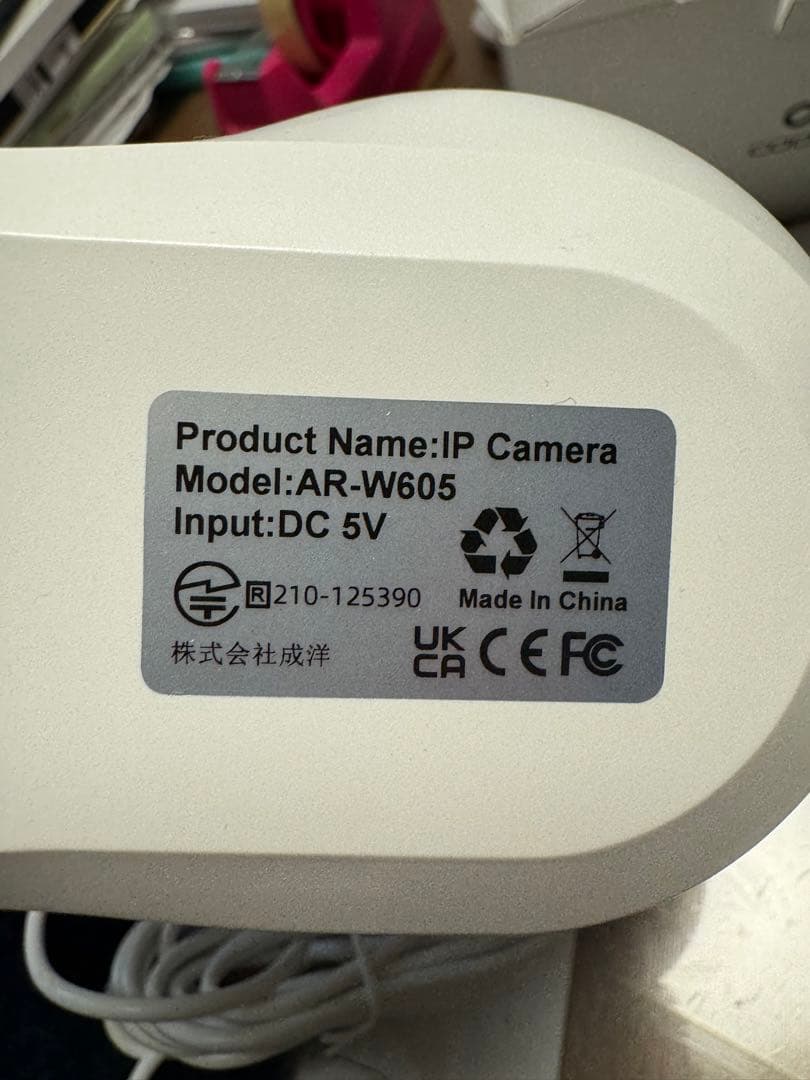 Product Name:IP Camera
Model:AR-W605
Input:DC 5V
R 210-125390
Made In China
株式会社成洋
UK
CA CE FC